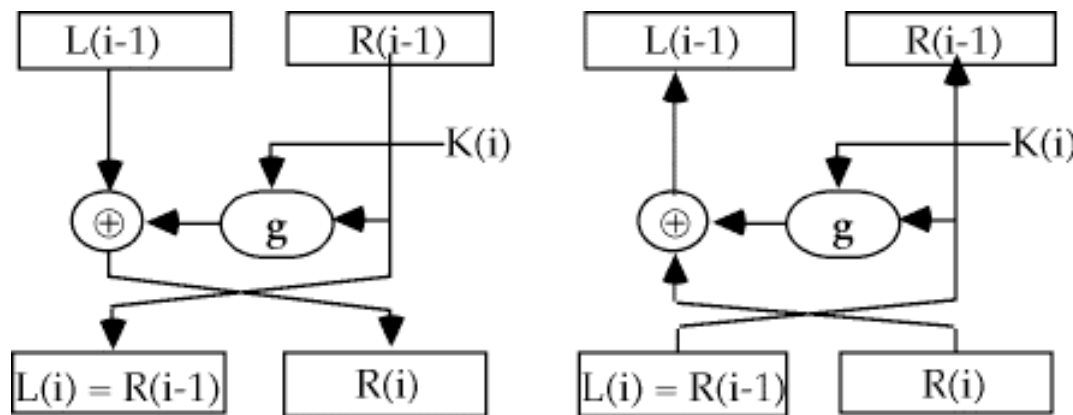 L(i-1) R(i-1) L(i-1) R(i-1)
K(i) K(i)
⊕ g ⊕ g
L(i) = R(i-1) R(i) L(i) = R(i-1) R(i)